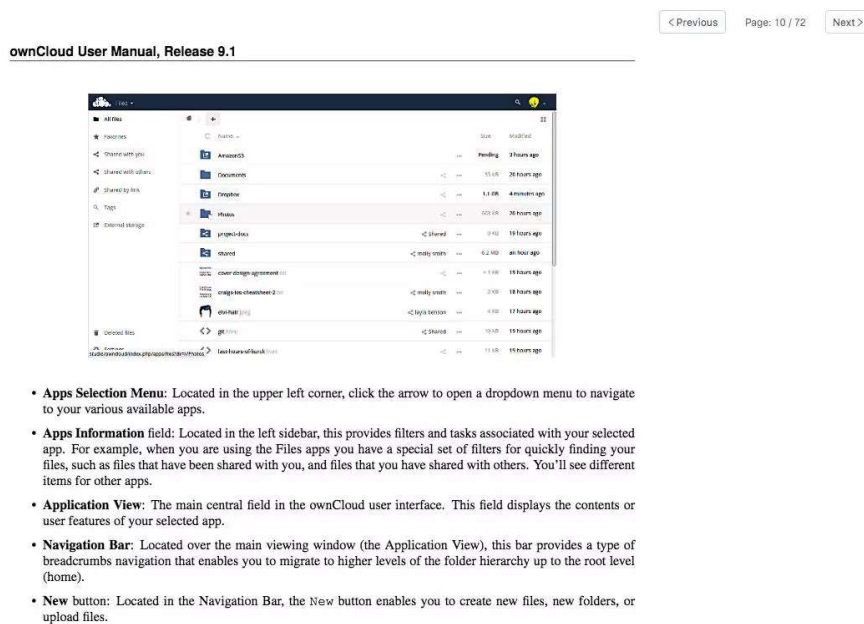 < Previous
Page: 10 / 72
Next >
ownCloud User Manual, Release 9.1
Files
All files
Name
Size
Modified
Favorites
AmazonS3
Pending
3 hours ago
Shared with you
Documents
26 hours ago
Shared with others
Dropbox
4 minutes ago
Shared by link
Photos
26 hours ago
Tags
project-docs
Shared
19 hours ago
External storage
shared
molly smith
6.2 MB
an hour ago
cover-design-agreement
19 hours ago
craigs-ios-cheatsheet-2
molly smith
18 hours ago
layla benson
17 hours ago
Deleted files
git
Shared
19 hours ago
last-hours-of-kursk
19 hours ago
• Apps Selection Menu: Located in the upper left corner, click the arrow to open a dropdown menu to navigate
to your various available apps.
• Apps Information field: Located in the left sidebar, this provides filters and tasks associated with your selected
app. For example, when you are using the Files apps you have a special set of filters for quickly finding your
files, such as files that have been shared with you, and files that you have shared with others. You'll see different
items for other apps.
• Application View: The main central field in the ownCloud user interface. This field displays the contents or
user features of your selected app.
• Navigation Bar: Located over the main viewing window (the Application View), this bar provides a type of
breadcrumbs navigation that enables you to migrate to higher levels of the folder hierarchy up to the root level
(home).
• New button: Located in the Navigation Bar, the New button enables you to create new files, new folders, or
upload files.